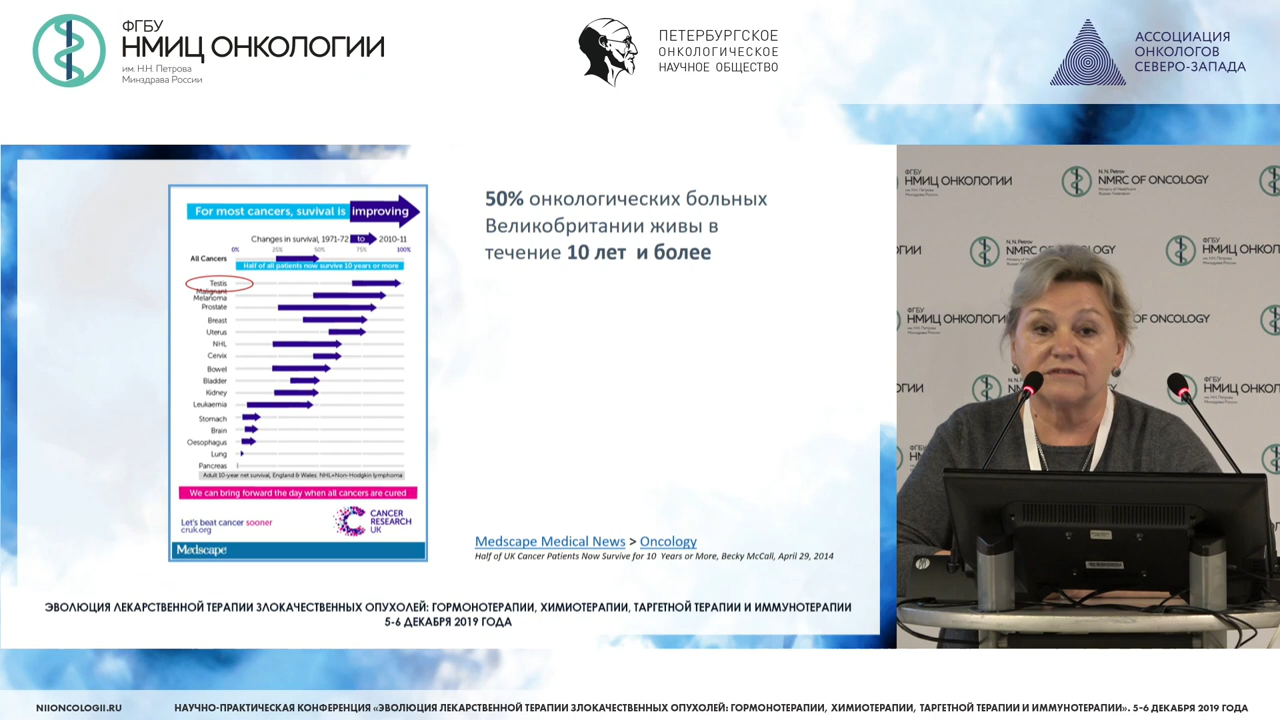 ФГБУ
НМИЦ ОНКОЛОГИИ
им. Н.Н. Петрова
Минздрава России
ПЕТЕРБУРГСКОЕ
ОНКОЛОГИЧЕСКОЕ
НАУЧНОЕ ОБЩЕСТВО
АССОЦИАЦИЯ
ОНКОЛОГОВ
СЕВЕРО-ЗАПАДА
For most cancers, suvival is improving
Changes in survival, 1971-72 to 2010-11
0% 25% 50% 75% 100%
All Cancers
Half of all patients now survive 10 years or more
Testis
Malignant
Melanoma
Prostate
Breast
Uterus
NHL
Cervix
Bowel
Bladder
Kidney
Leukaemia
Stomach
Brain
Oesophagus
Lung
Pancreas
Adult 10-year net survival, England & Wales. NHL=Non-Hodgkin lymphoma
We can bring forward the day when all cancers are cured
Let's beat cancer sooner
cruk.org
CANCER
RESEARCH
UK
Medscape
50% онкологических больных
Великобритании живы в
течение 10 лет и более
Medscape Medical News > Oncology
Half of UK Cancer Patients Now Survive for 10 Years or More, Becky McCall, April 29, 2014
ЭВОЛЮЦИЯ ЛЕКАРСТВЕННОЙ ТЕРАПИИ ЗЛОКАЧЕСТВЕННЫХ ОПУХОЛЕЙ: ГОРМОНОТЕРАПИИ, ХИМИОТЕРАПИИ, ТАРГЕТНОЙ ТЕРАПИИ И ИММУНОТЕРАПИИ
5-6 ДЕКАБРЯ 2019 ГОДА
ФГБУ
НМИЦ ОНКОЛОГИИ
N.N. Petrov
NMRC OF ONCOLOGY
hp
NIIONCOLOGII.RU
НАУЧНО-ПРАКТИЧЕСКАЯ КОНФЕРЕНЦИЯ «ЭВОЛЮЦИЯ ЛЕКАРСТВЕННОЙ ТЕРАПИИ ЗЛОКАЧЕСТВЕННЫХ ОПУХОЛЕЙ: ГОРМОНОТЕРАПИИ, ХИМИОТЕРАПИИ, ТАРГЕТНОЙ ТЕРАПИИ И ИММУНОТЕРАПИИ». 5-6 ДЕКАБРЯ 2019 ГОДА